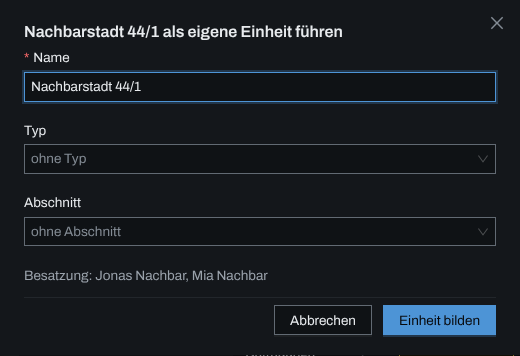 Nachbarstadt 44/1 als eigene Einheit führen
* Name
Nachbarstadt 44/1
Typ
ohne Typ
Abschnitt
ohne Abschnitt
Besatzung: Jonas Nachbar, Mia Nachbar
Abbrechen
Einheit bilden